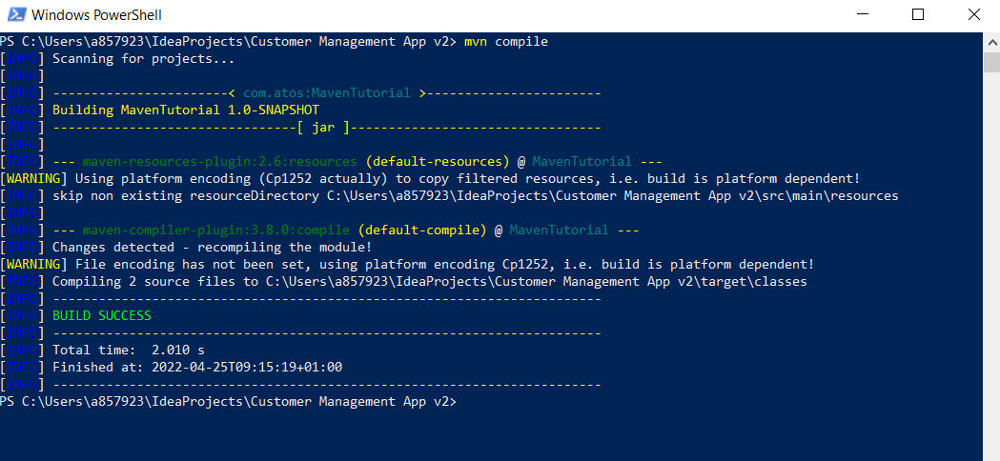 Windows PowerShell
PS C:\Users\a857923\IdeaProjects\Customer Management App v2> mvn compile
[INFO] Scanning for projects...
[INFO]
[INFO] -----------------------< com.atos:MavenTutorial >-----------------------
[INFO] Building MavenTutorial 1.0-SNAPSHOT
[INFO] --------------------------------[ jar ]---------------------------------
[INFO]
[INFO] --- maven-resources-plugin:2.6:resources (default-resources) @ MavenTutorial ---
[WARNING] Using platform encoding (Cp1252 actually) to copy filtered resources, i.e. build is platform dependent!
[INFO] skip non existing resourceDirectory C:\Users\a857923\IdeaProjects\Customer Management App v2\src\main\resources
[INFO]
[INFO] --- maven-compiler-plugin:3.8.0:compile (default-compile) @ MavenTutorial ---
[INFO] Changes detected - recompiling the module!
[WARNING] File encoding has not been set, using platform encoding Cp1252, i.e. build is platform dependent!
[INFO] Compiling 2 source files to C:\Users\a857923\IdeaProjects\Customer Management App v2\target\classes
[INFO] ------------------------------------------------------------------------
[INFO] BUILD SUCCESS
[INFO] ------------------------------------------------------------------------
[INFO] Total time:  2.010 s
[INFO] Finished at: 2022-04-25T09:15:19+01:00
[INFO] ------------------------------------------------------------------------
PS C:\Users\a857923\IdeaProjects\Customer Management App v2>